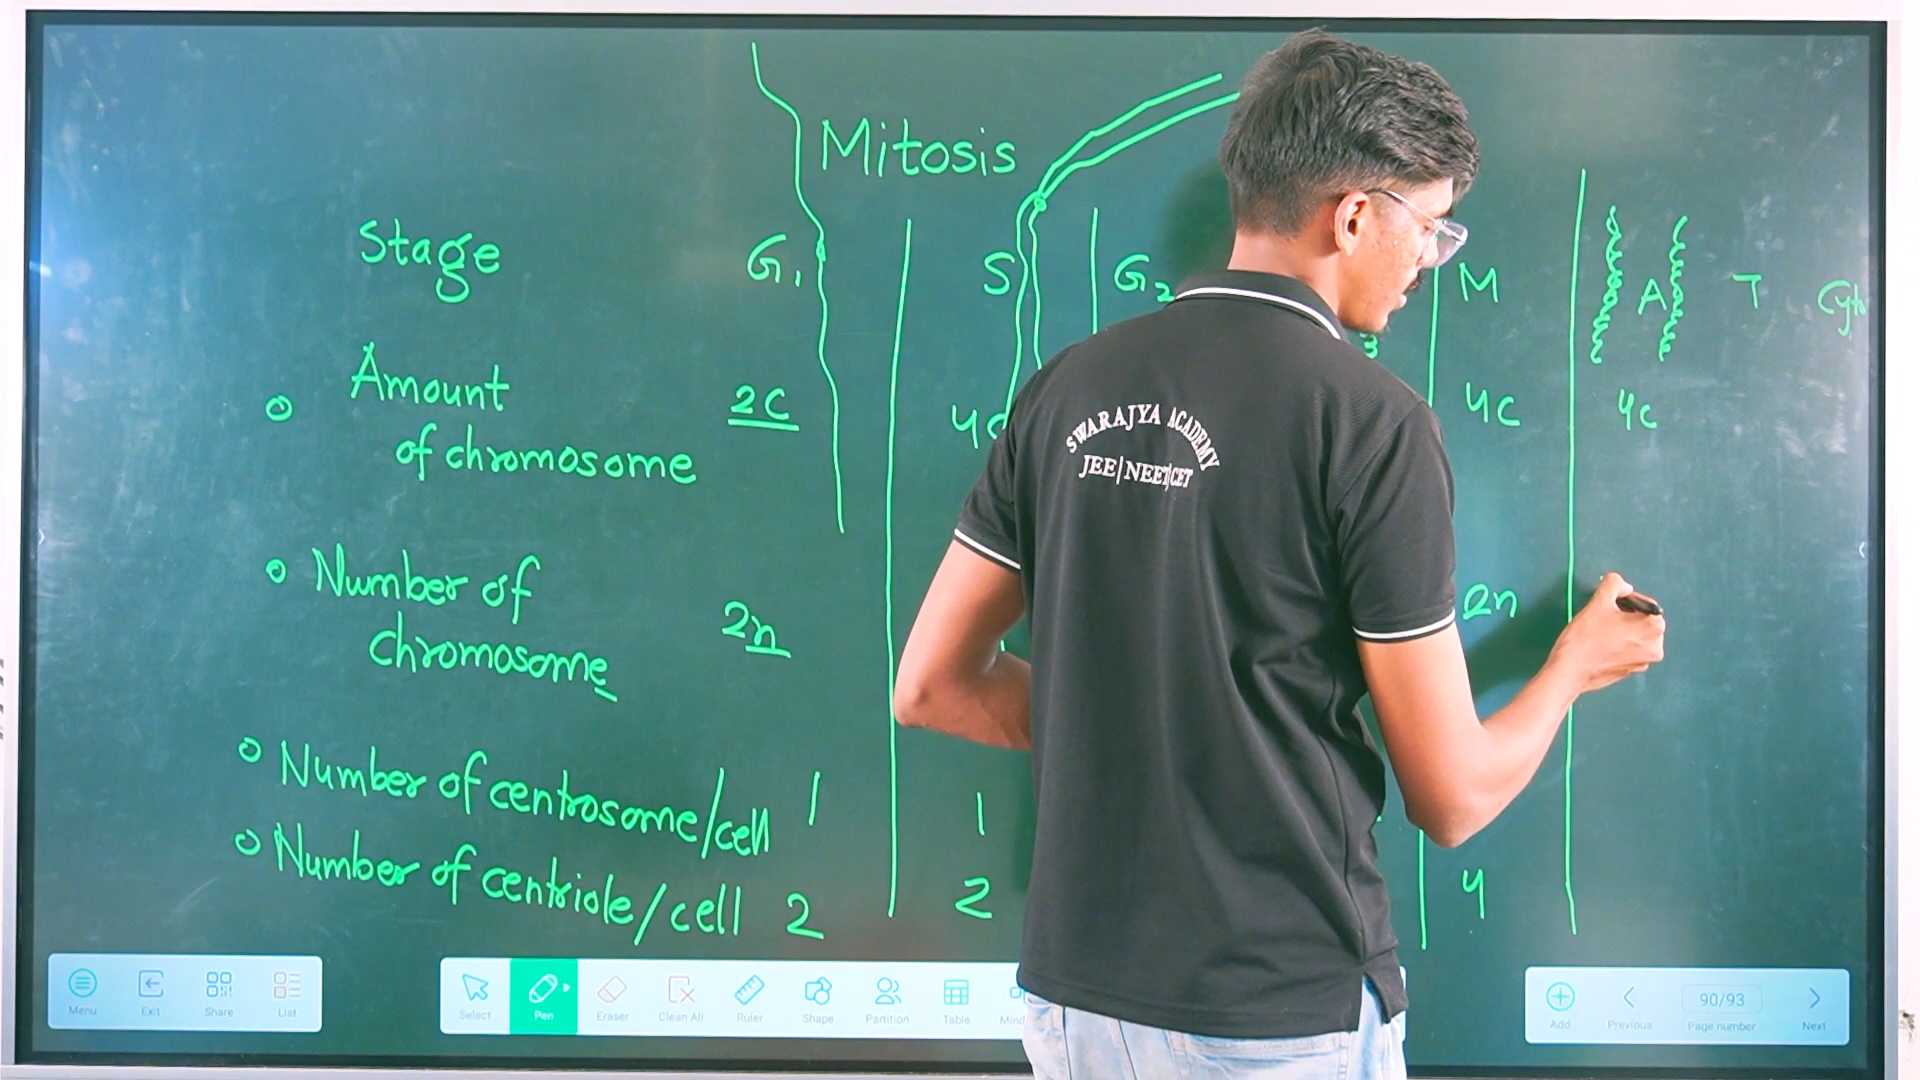 Mitosis
Stage G1 S G2 M A T Cyto
Amount 2C 4C 4C 4C
of chromosome
Number of
chromosome 2n 2n
Number of centrosome/cell 1 1
Number of centriole/cell 2 2 4
SWARAJYA ACADEMY
JEE|NEET|CET
Menu Exit Share List
Select Pen Eraser Clean All Ruler Shape Partition Table Mind
Add Previous 90/93 Page number Next